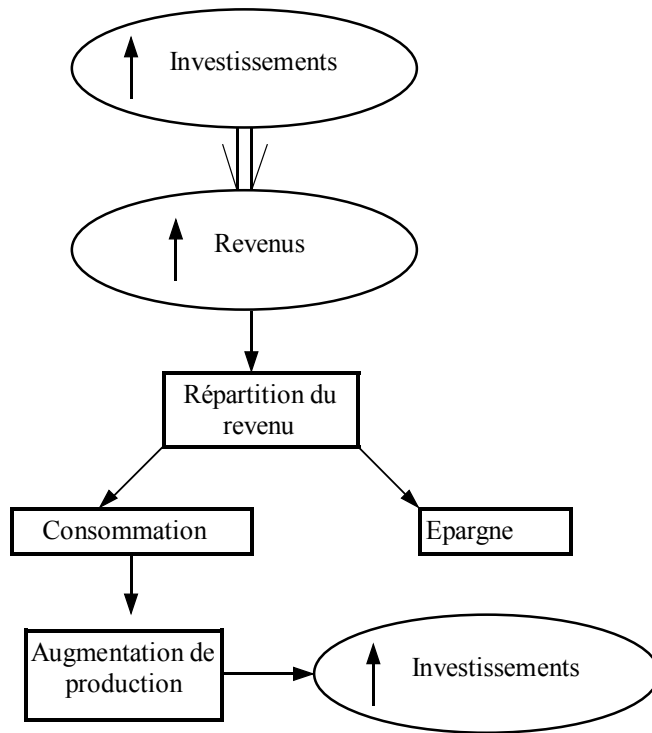 Investissements
Revenus
Répartition du
revenu
Consommation
Epargne
Augmentation de
production
Investissements